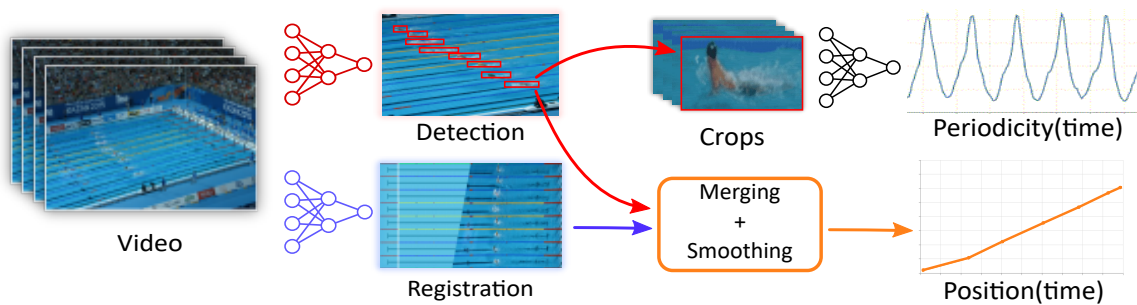 Video
Detection
Registration
Crops
Merging
+
Smoothing
Periodicity(time)
Position(time)